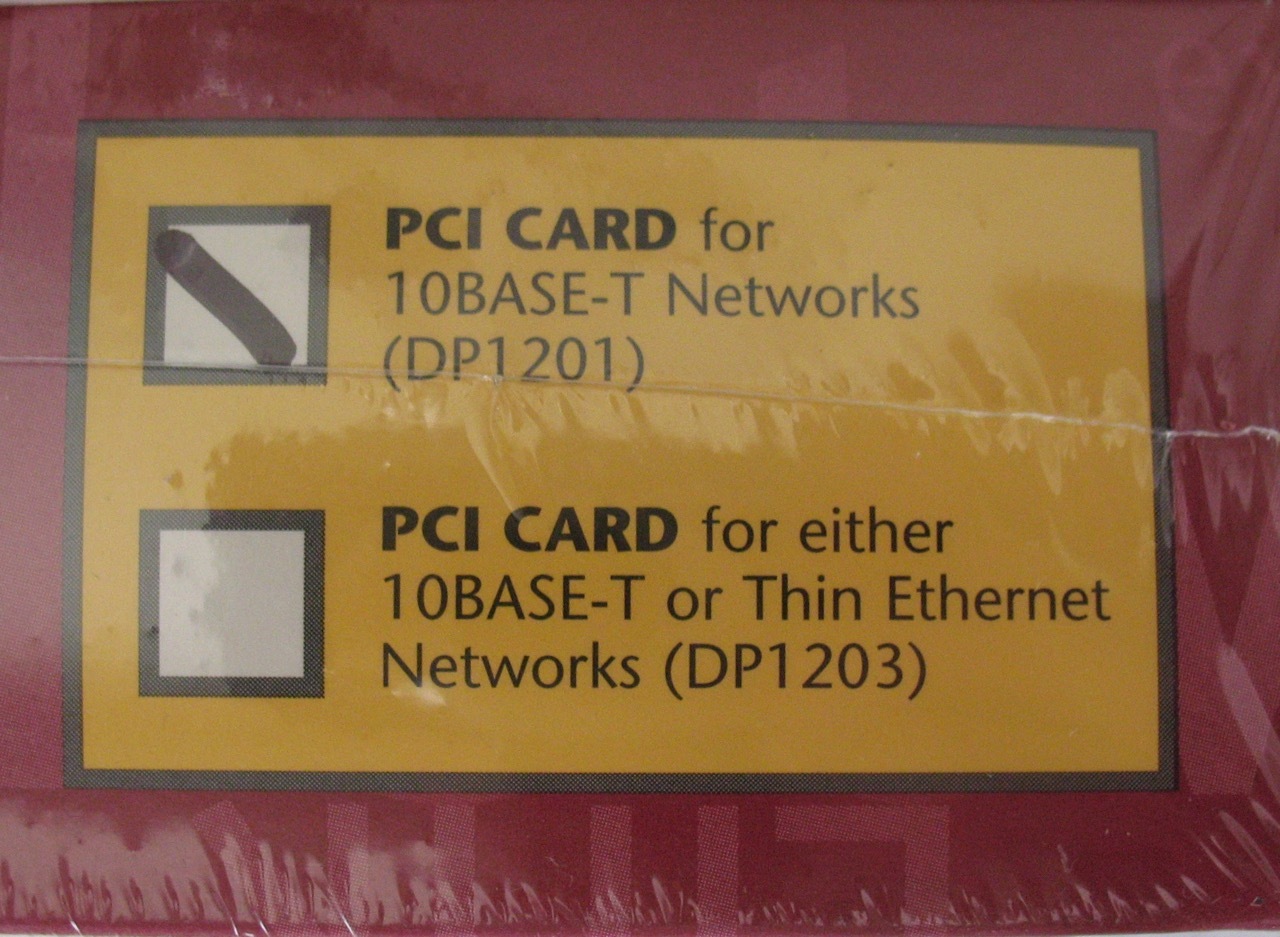 PCI CARD for
10BASE-T Networks
(DP1201)
PCI CARD for either
10BASE-T or Thin Ethernet
Networks (DP1203)